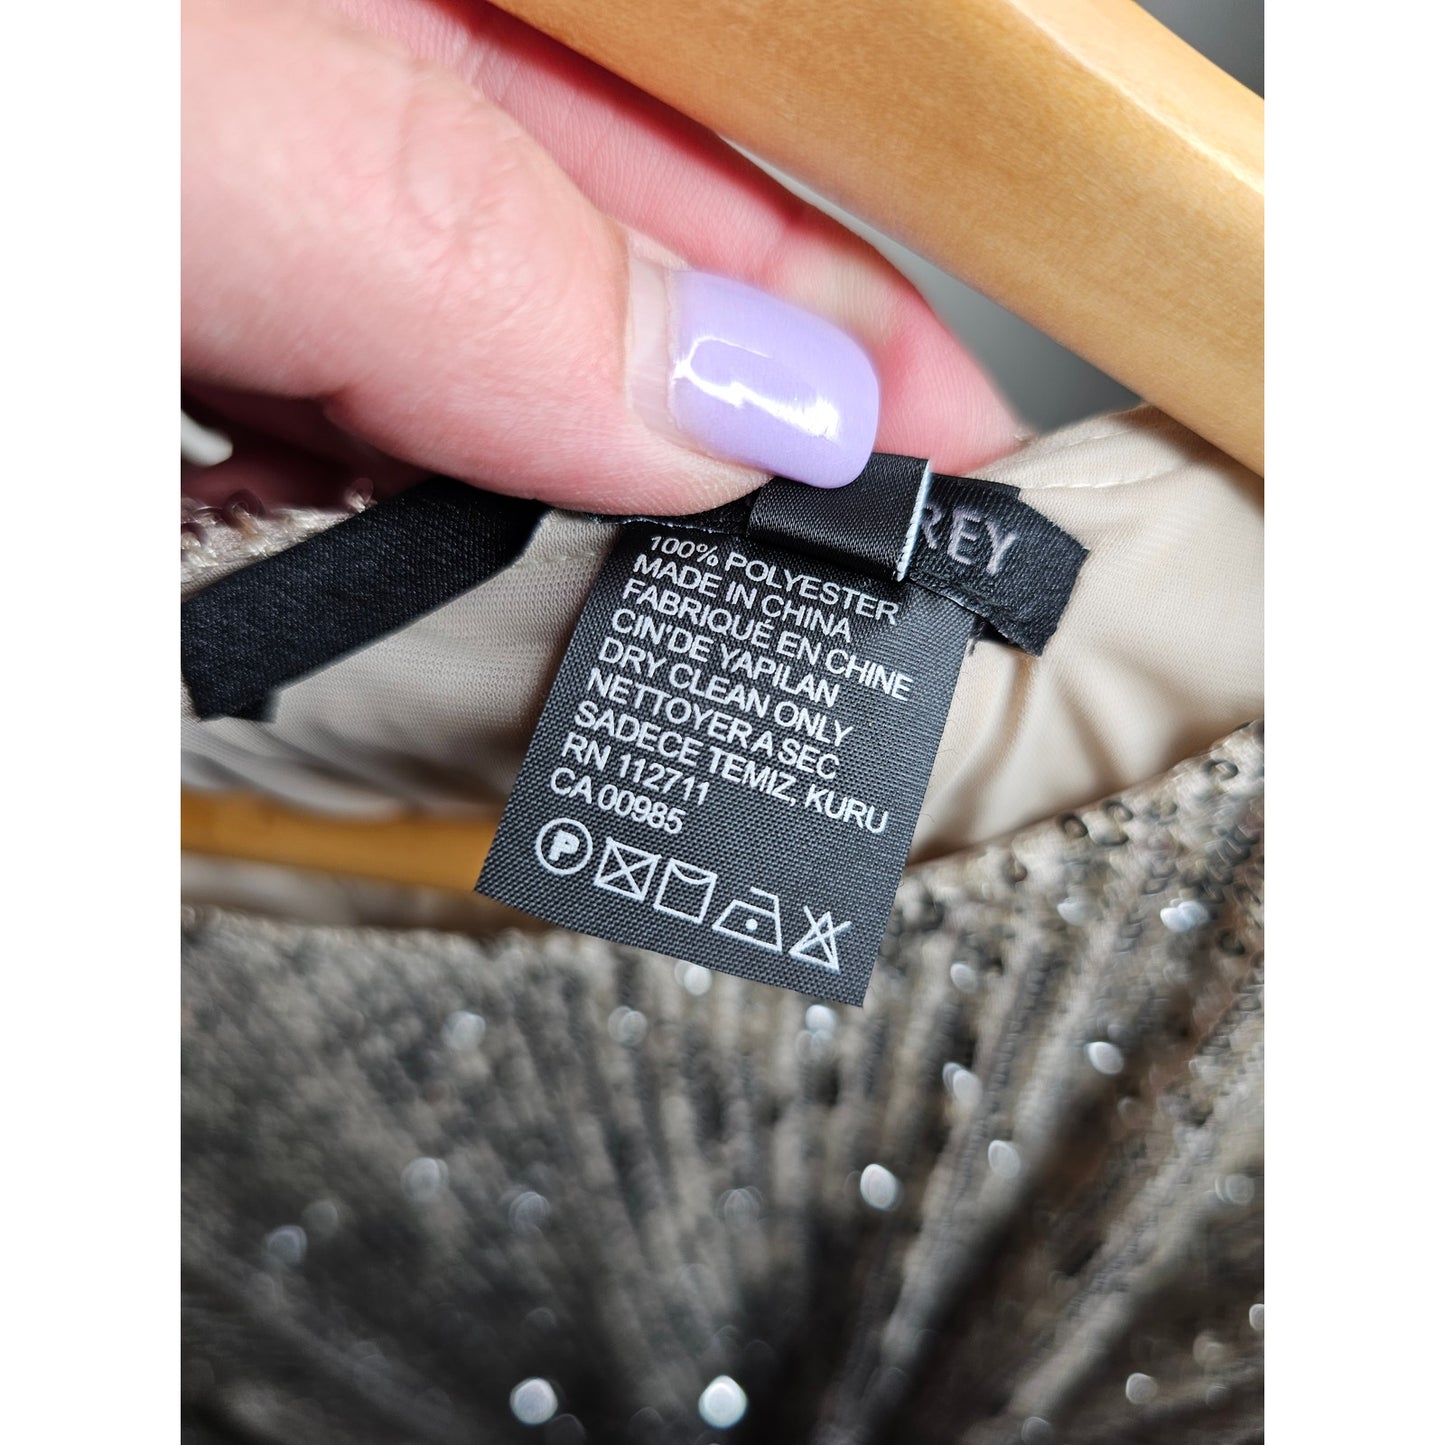 REY
100% POLYESTER
MADE IN CHINA
FABRIQUÉ EN CHINE
CIN'DE YAPILAN
DRY CLEAN ONLY
NETTOYER A SEC
SADECE TEMIZ, KURU
RN 112711
CA 00985
P